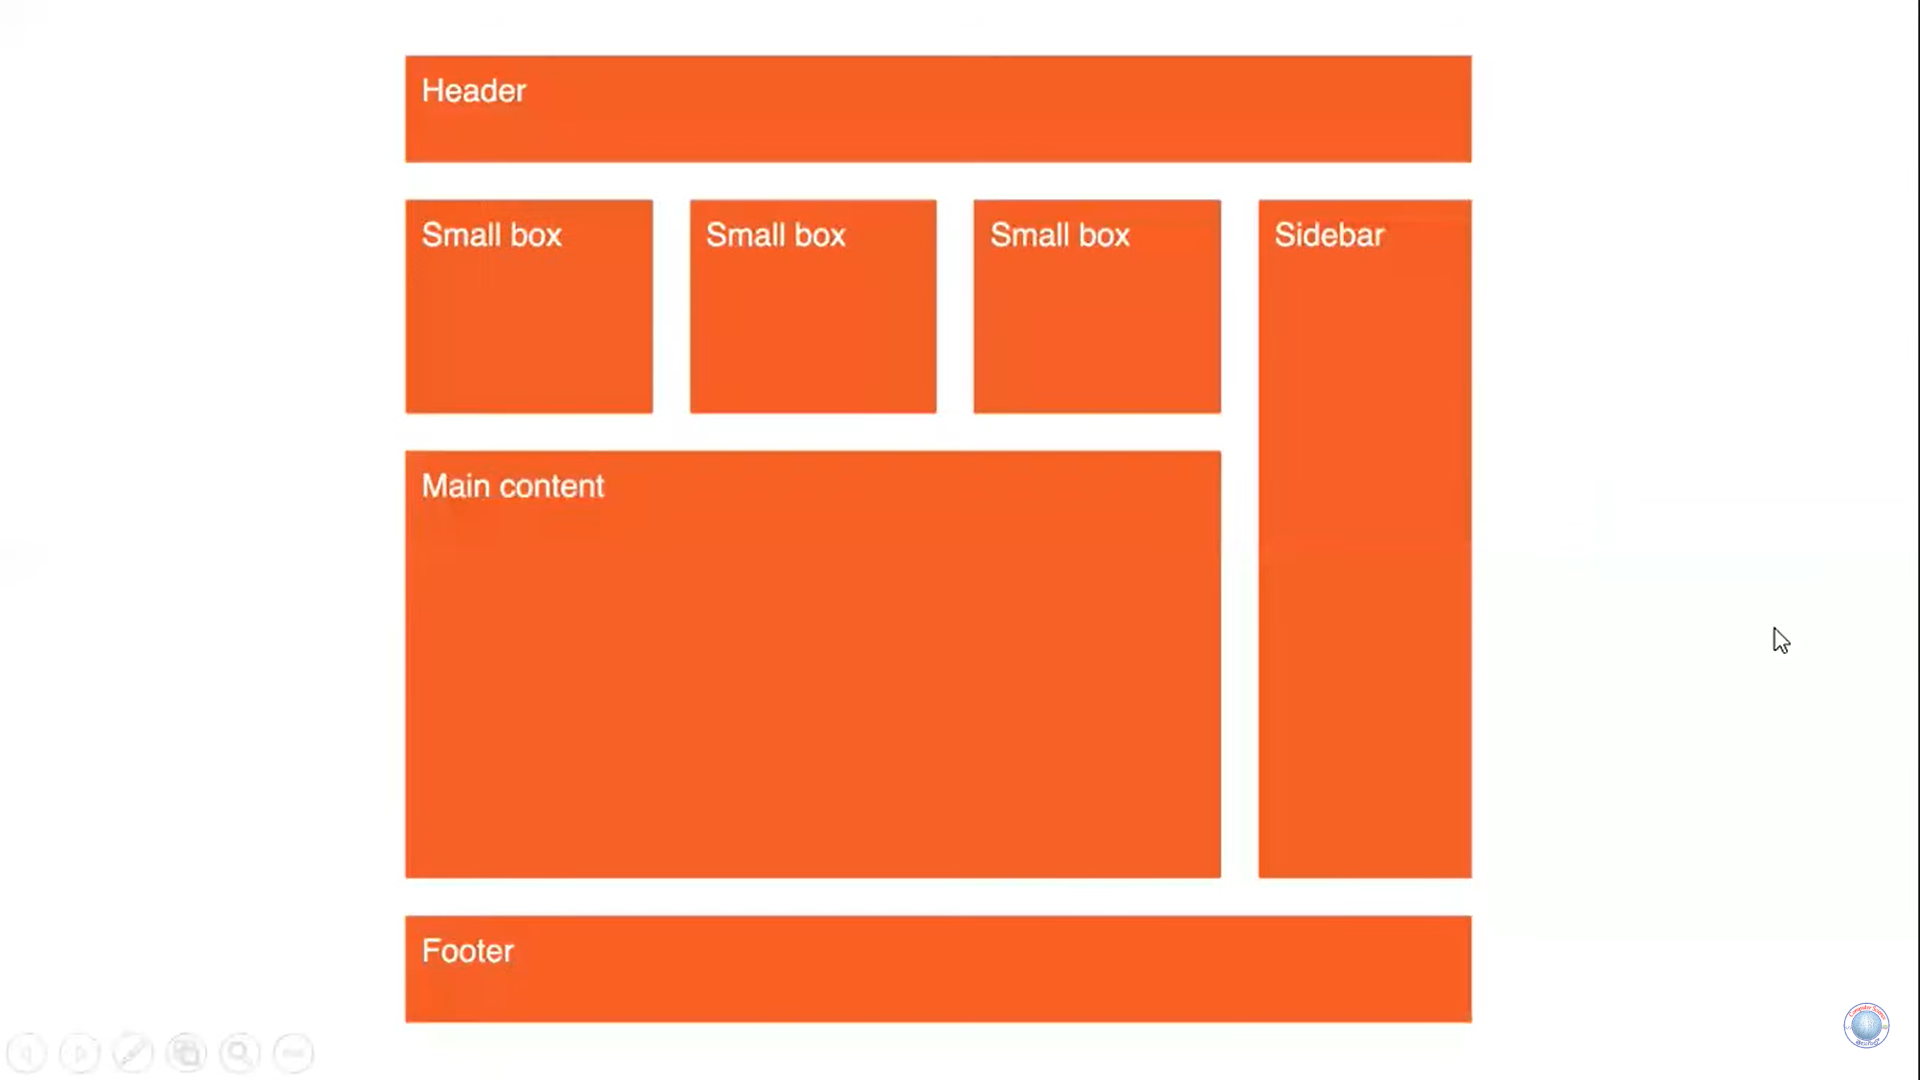 Header
Small box
Small box
Small box
Sidebar
Main content
Footer